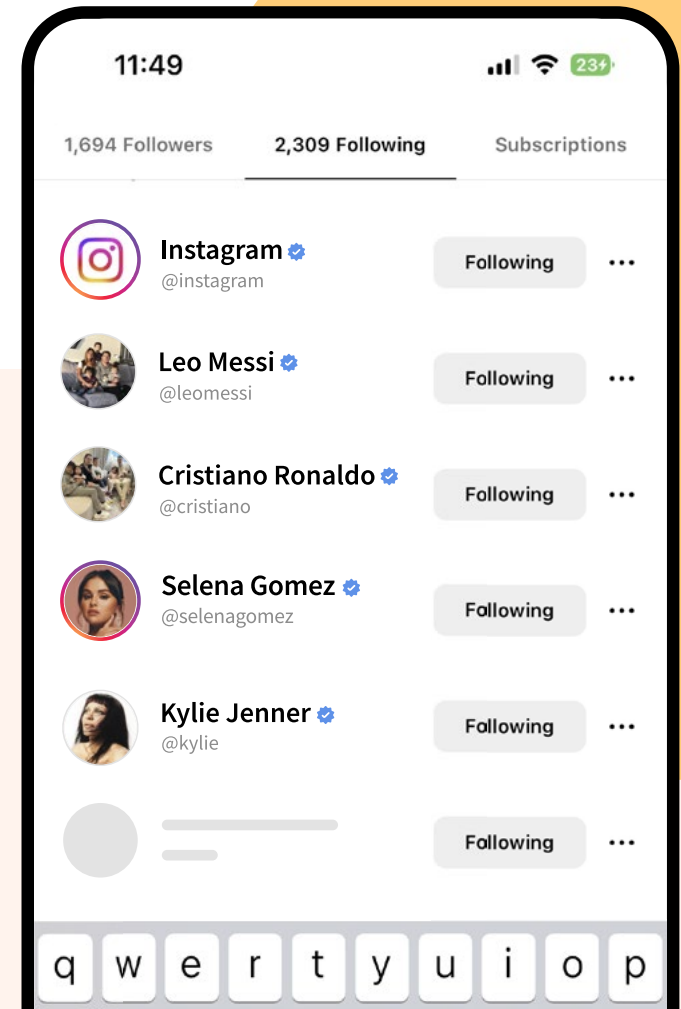 11:49 23
1,694 Followers 2,309 Following Subscriptions
Instagram
@instagram
Following
Leo Messi
@leomessi
Following
Cristiano Ronaldo
@cristiano
Following
Selena Gomez
@selenagomez
Following
Kylie Jenner
@kylie
Following
Following
q w e r t y u i o p